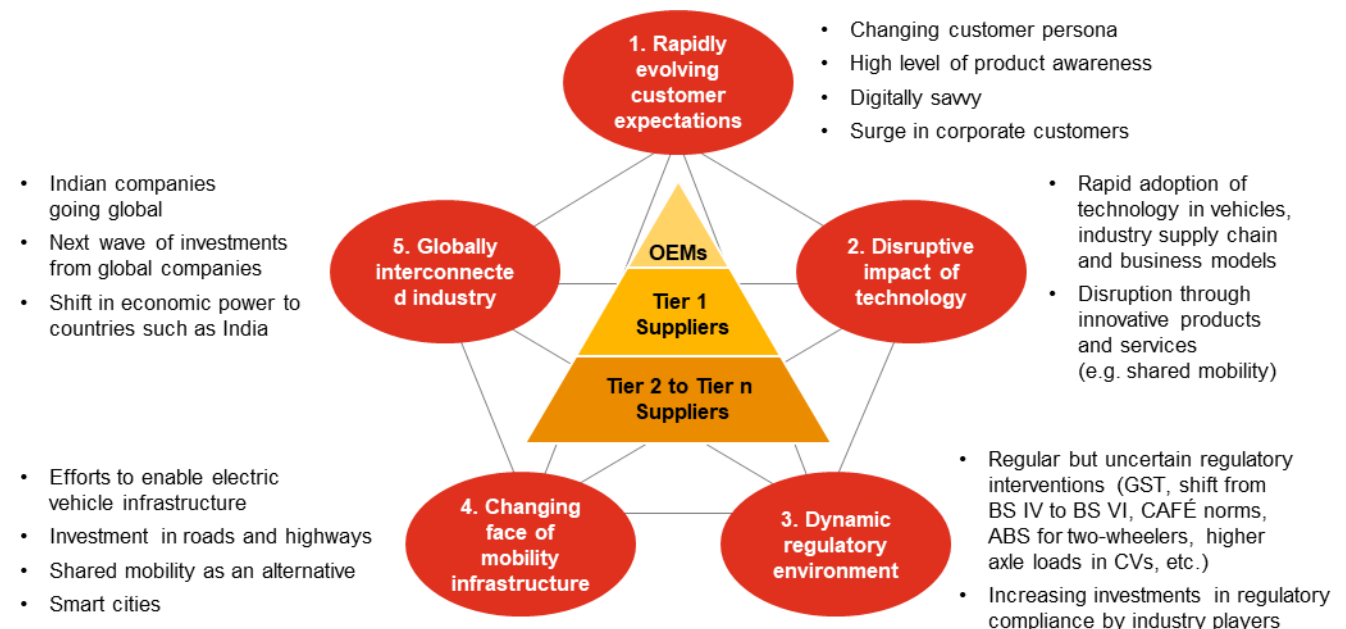 1. Rapidly
evolving
customer
expectations
• Changing customer persona
• High level of product awareness
• Digitally savvy
• Surge in corporate customers
2. Disruptive
impact of
technology
• Rapid adoption of
technology in vehicles,
industry supply chain
and business models
• Disruption through
innovative products
and services
(e.g. shared mobility)
3. Dynamic
regulatory
environment
• Regular but uncertain regulatory
interventions (GST, shift from
BS IV to BS VI, CAFÉ norms,
ABS for two-wheelers, higher
axle loads in CVs, etc.)
• Increasing investments in regulatory
compliance by industry players
4. Changing
face of
mobility
infrastructure
• Efforts to enable electric
vehicle infrastructure
• Investment in roads and highways
• Shared mobility as an alternative
• Smart cities
5. Globally
interconnecte
d industry
• Indian companies
going global
• Next wave of investments
from global companies
• Shift in economic power to
countries such as India
OEMs
Tier 1
Suppliers
Tier 2 to Tier n
Suppliers